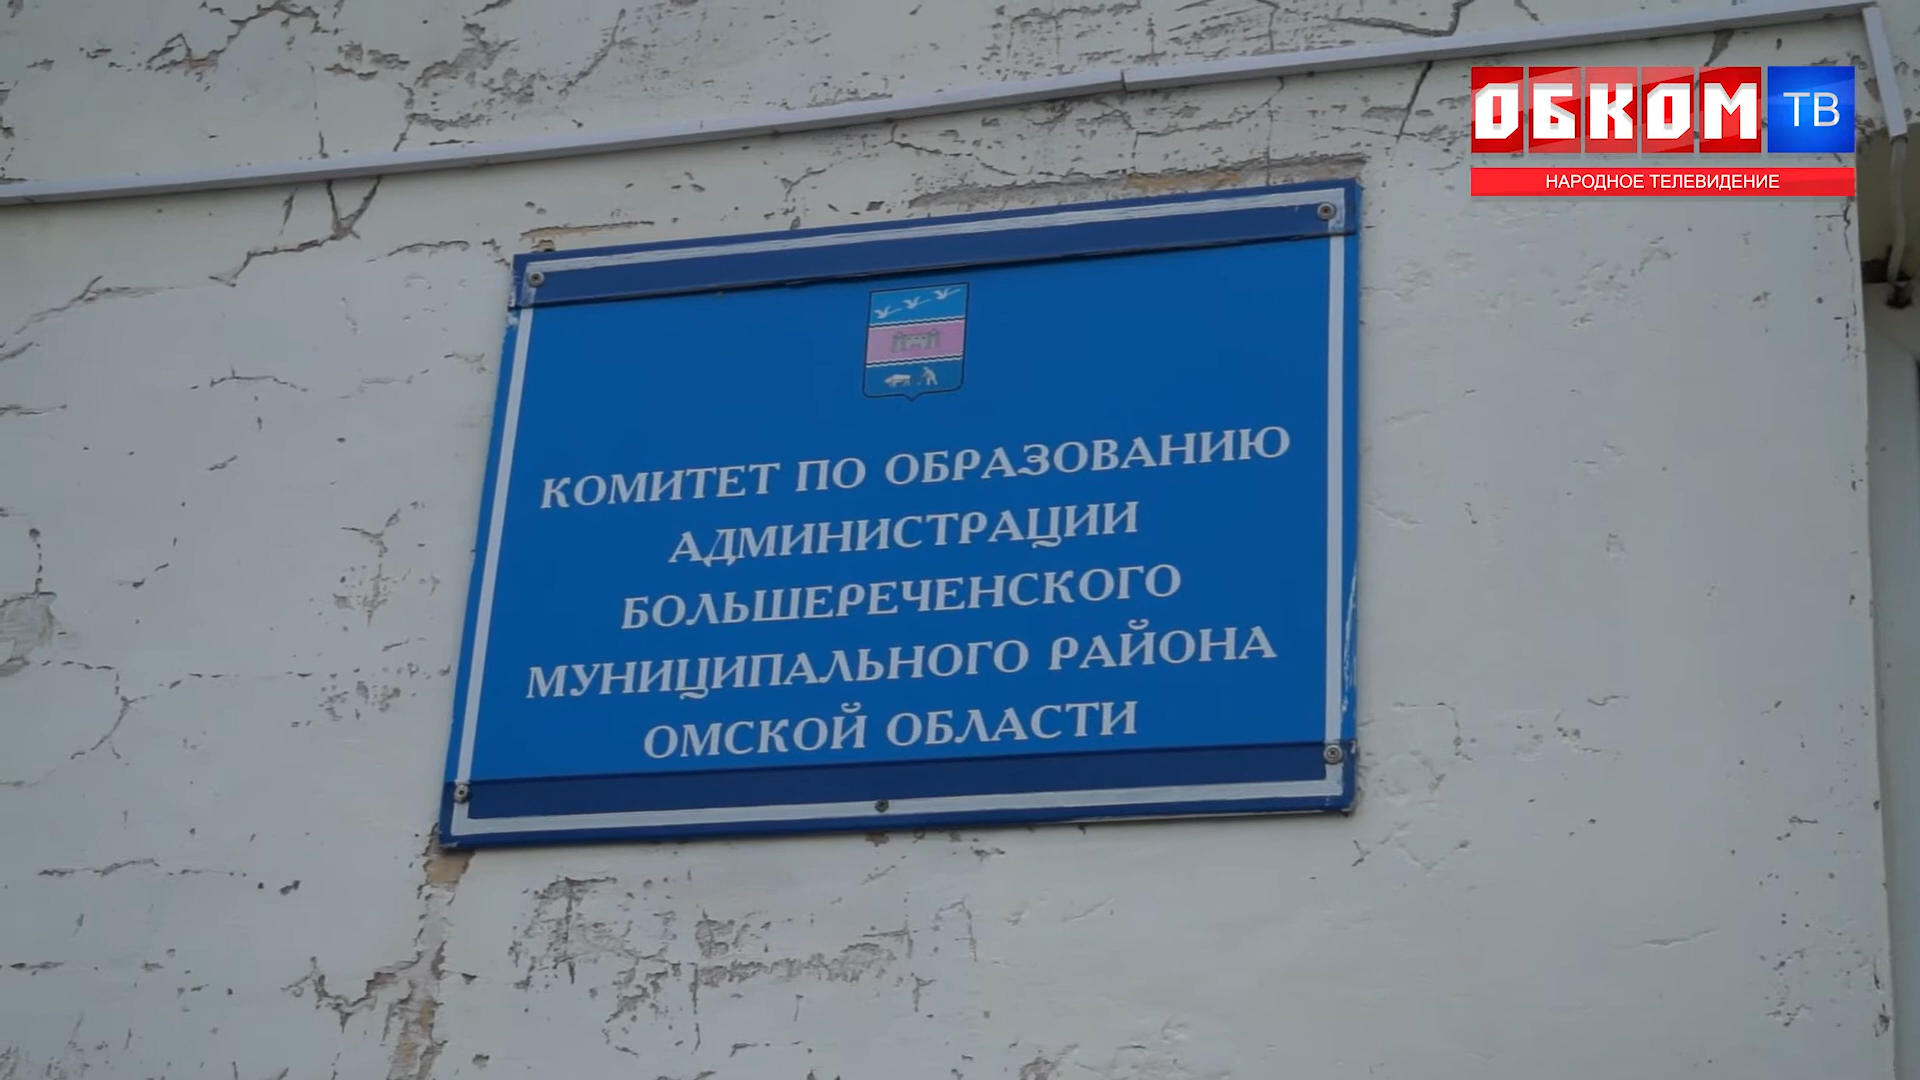 ОБКОМ ТВ
НАРОДНОЕ ТЕЛЕВИДЕНИЕ
КОМИТЕТ ПО ОБРАЗОВАНИЮ
АДМИНИСТРАЦИИ
БОЛЬШЕРЕЧЕНСКОГО
МУНИЦИПАЛЬНОГО РАЙОНА
ОМСКОЙ ОБЛАСТИ